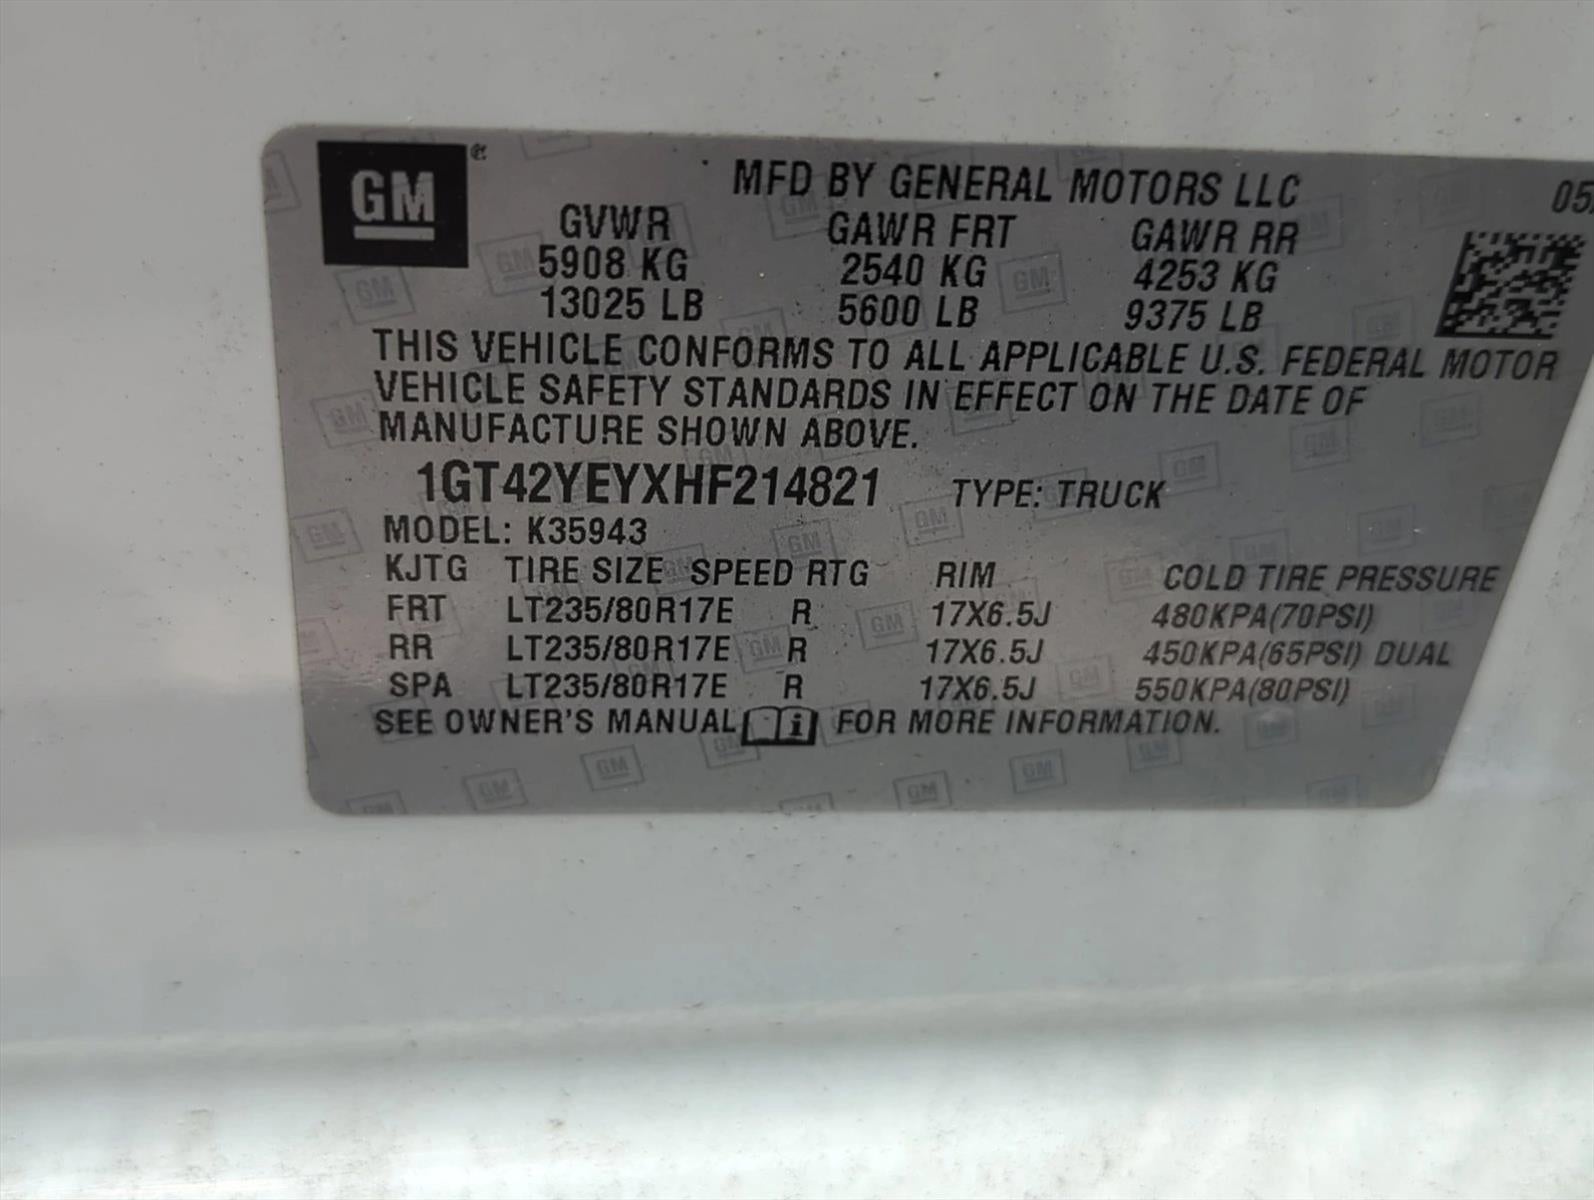 GM
MFD BY GENERAL MOTORS LLC 05
GVWR GAWR FRT GAWR RR
5908 KG 2540 KG 4253 KG
13025 LB 5600 LB 9375 LB
THIS VEHICLE CONFORMS TO ALL APPLICABLE U.S. FEDERAL MOTOR
VEHICLE SAFETY STANDARDS IN EFFECT ON THE DATE OF
MANUFACTURE SHOWN ABOVE.
1GT42YEYXHF214821 TYPE: TRUCK
MODEL: K35943
KJTG TIRE SIZE SPEED RTG RIM COLD TIRE PRESSURE
FRT LT235/80R17E R 17X6.5J 480KPA(70PSI)
RR LT235/80R17E R 17X6.5J 450KPA(65PSI) DUAL
SPA LT235/80R17E R 17X6.5J 550KPA(80PSI)
SEE OWNER'S MANUAL i FOR MORE INFORMATION.